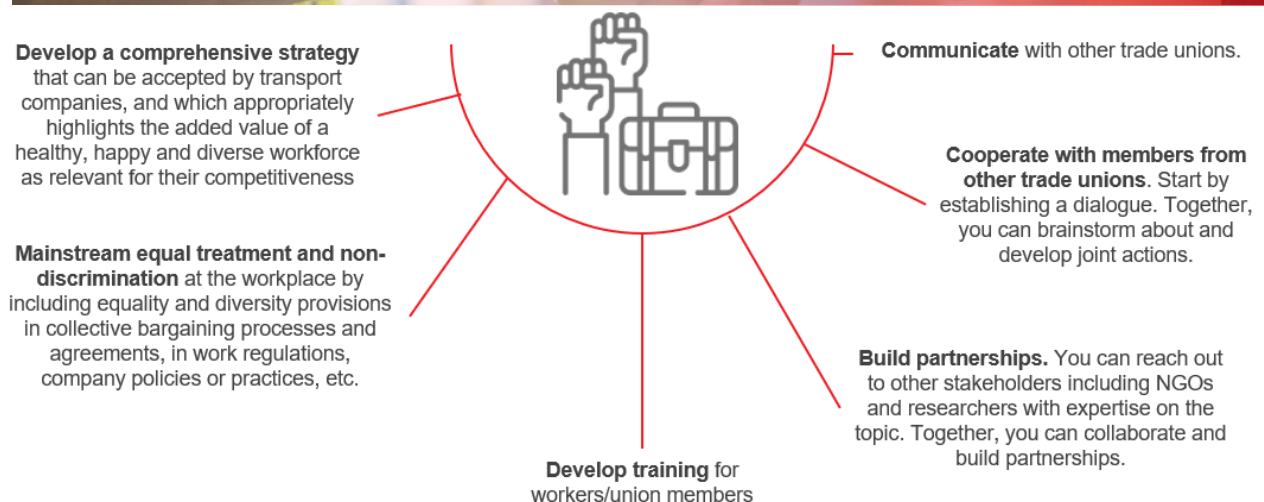 Develop a comprehensive strategy
that can be accepted by transport
companies, and which appropriately
highlights the added value of a
healthy, happy and diverse workforce
as relevant for their competitiveness
Mainstream equal treatment and non-
discrimination at the workplace by
including equality and diversity provisions
in collective bargaining processes and
agreements, in work regulations,
company policies or practices, etc.
Develop training for
workers/union members
Communicate with other trade unions.
Cooperate with members from
other trade unions. Start by
establishing a dialogue. Together,
you can brainstorm about and
develop joint actions.
Build partnerships. You can reach out
to other stakeholders including NGOs
and researchers with expertise on the
topic. Together, you can collaborate and
build partnerships.